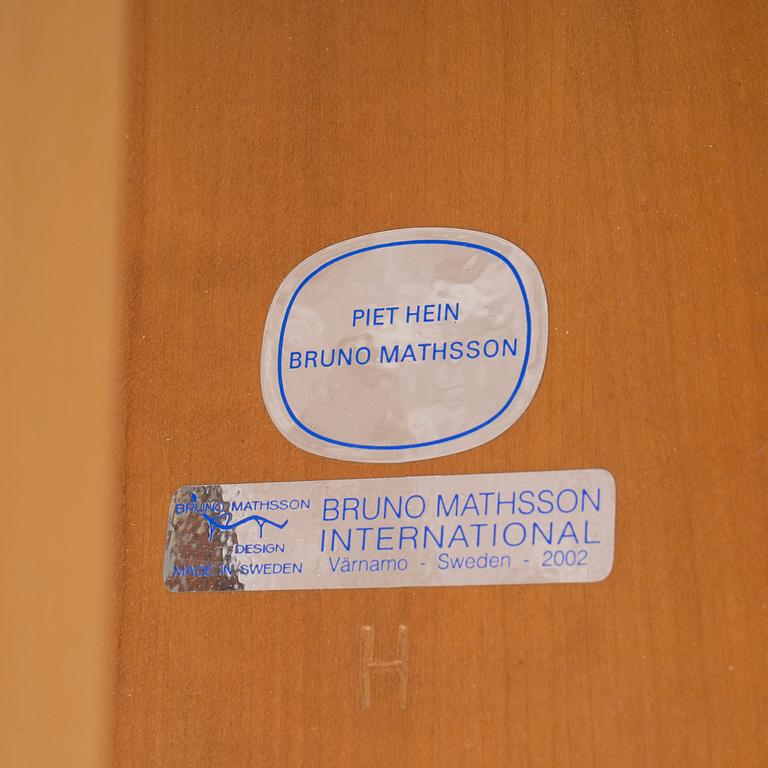 PIET HEIN
BRUNO MATHSSON
BRUNO MATHSSON
DESIGN
MADE IN SWEDEN
BRUNO MATHSSON
INTERNATIONAL
Värnamo - Sweden - 2002
H